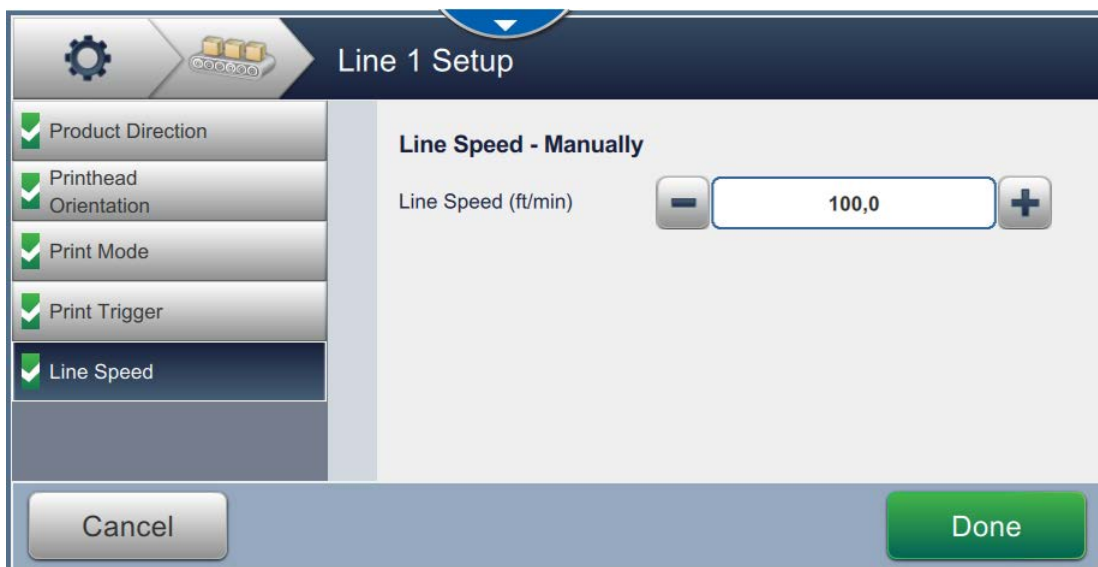 Line 1 Setup
Product Direction
Printhead
Orientation
Print Mode
Print Trigger
Line Speed
Line Speed - Manually
Line Speed (ft/min)
100,0
Cancel
Done